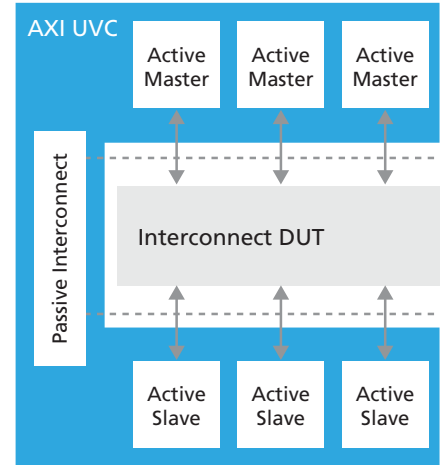 AXI UVC
Active
Master
Active
Master
Active
Master
Passive Interconnect
Interconnect DUT
Active
Slave
Active
Slave
Active
Slave